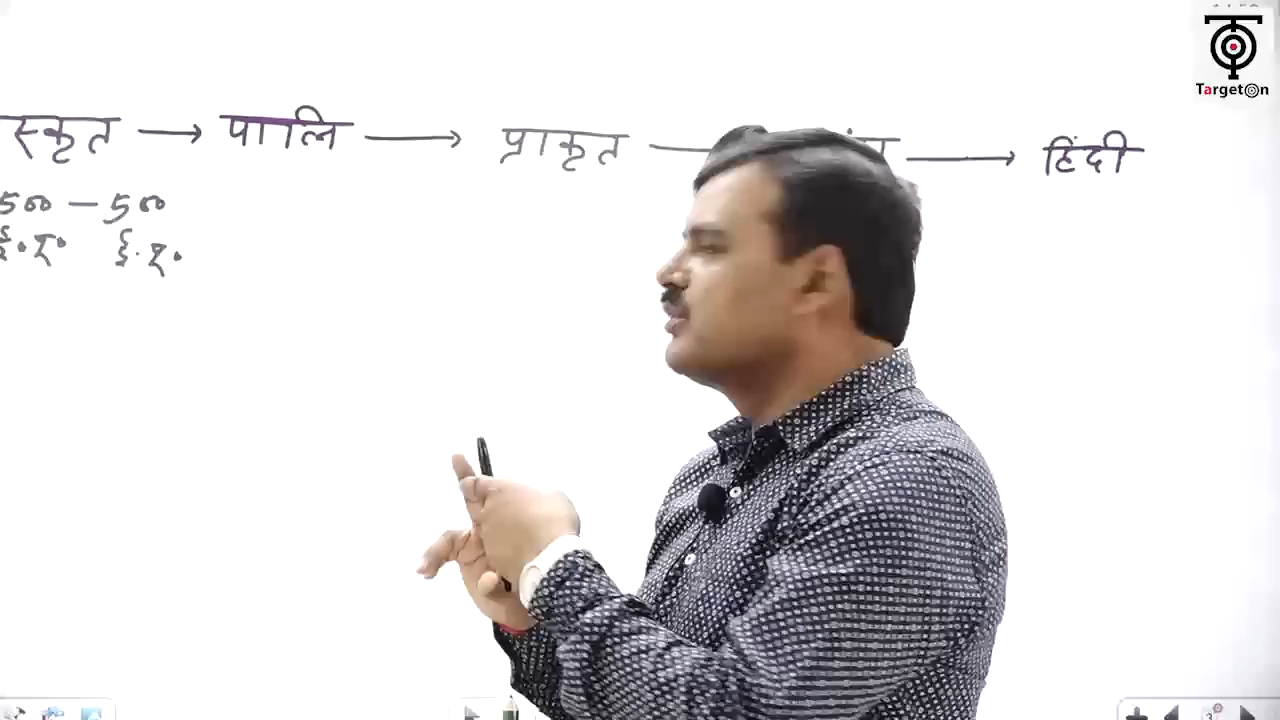 TargetOn
स्कृत → पालि → प्राकृत → हिंदी
500 – 500
ई.पू. ई.पू.